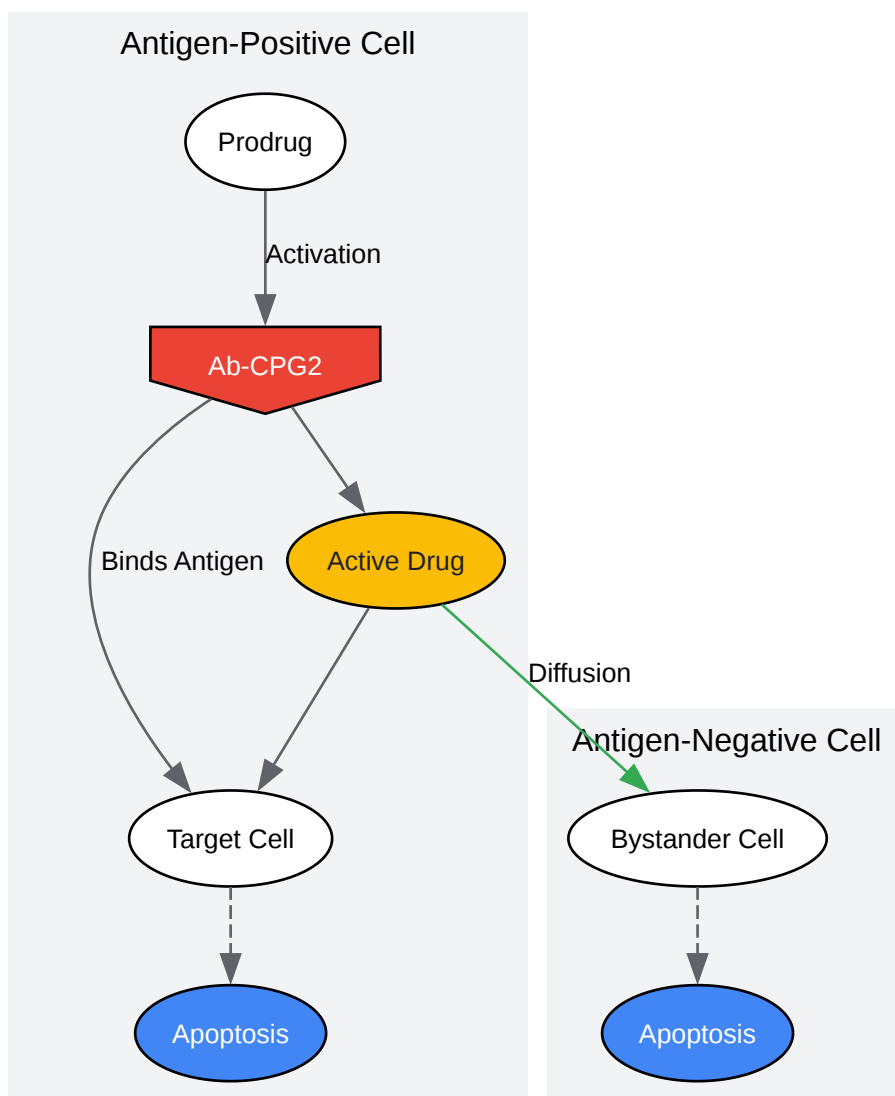 Antigen-Positive Cell
Prodrug
Activation
Ab-CPG2
Binds Antigen
Active Drug
Diffusion
Antigen-Negative Cell
Target Cell
Bystander Cell
Apoptosis
Apoptosis